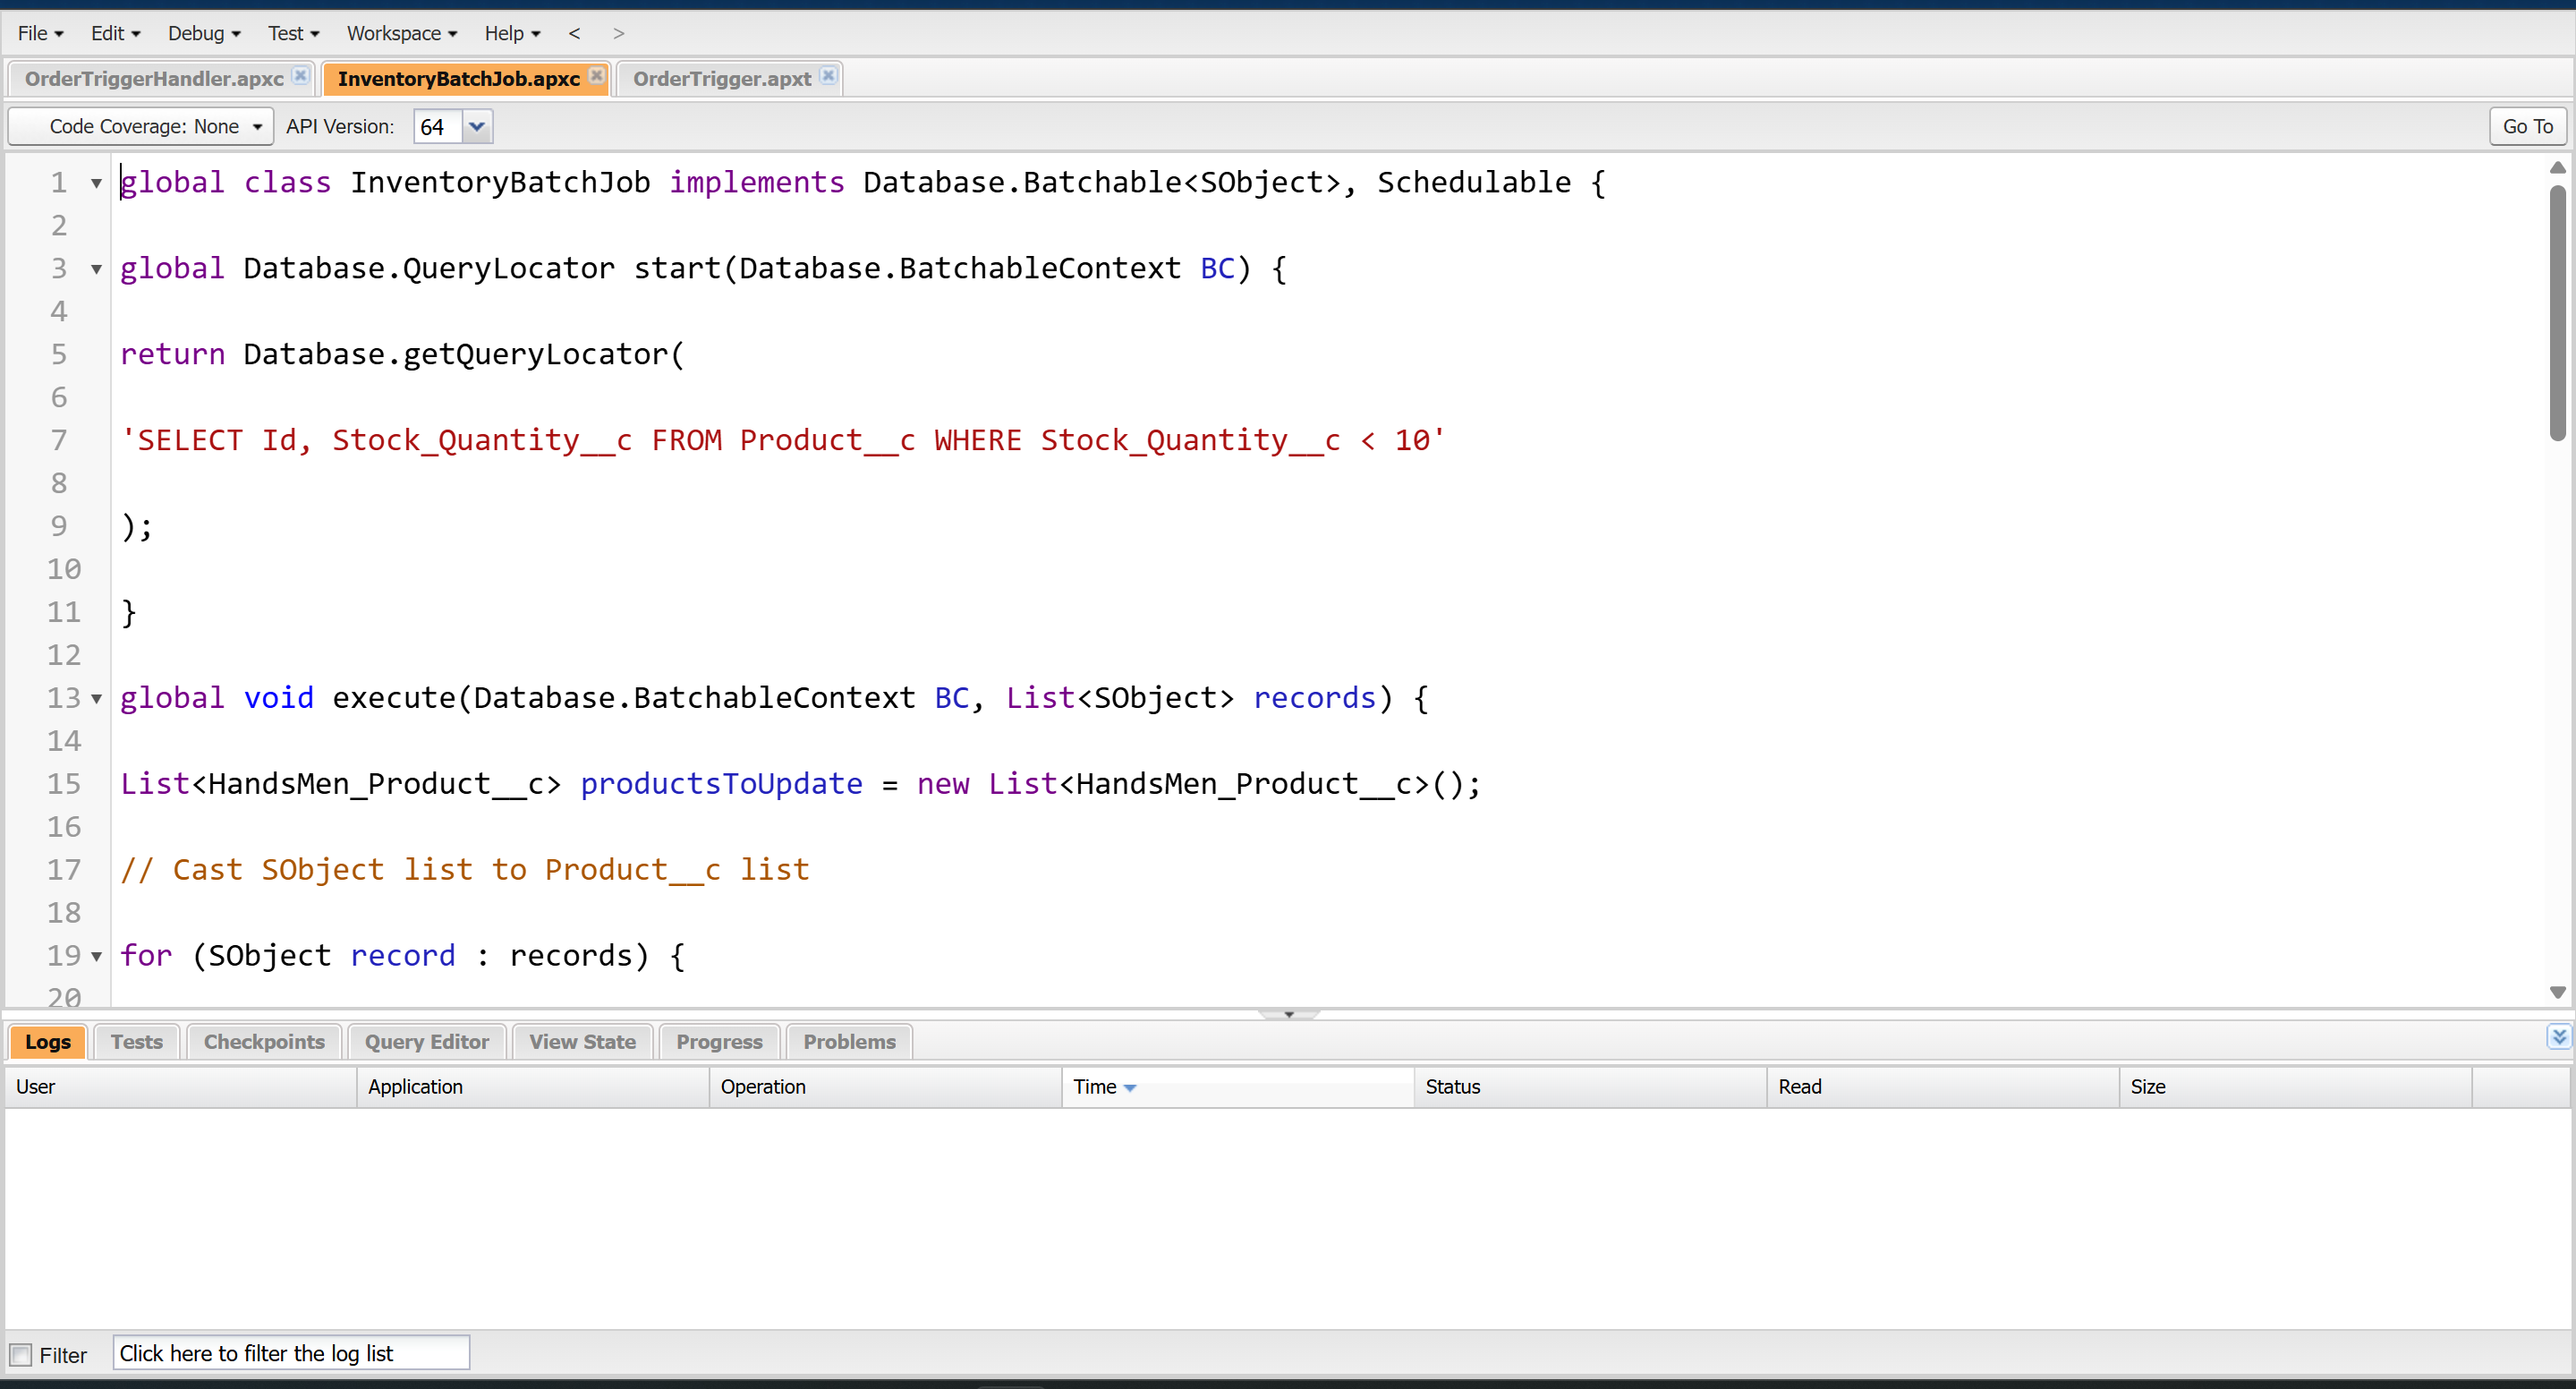 File Edit Debug Test Workspace Help < >
OrderTriggerHandler.apxc InventoryBatchJob.apxc OrderTrigger.apxt
Code Coverage: None API Version: 64 Go To
1 global class InventoryBatchJob implements Database.Batchable<SObject>, Schedulable {
2
3 global Database.QueryLocator start(Database.BatchableContext BC) {
4
5 return Database.getQueryLocator(
6
7 'SELECT Id, Stock_Quantity__c FROM Product__c WHERE Stock_Quantity__c < 10'
8
9 );
10
11 }
12
13 global void execute(Database.BatchableContext BC, List<SObject> records) {
14
15 List<HandsMen_Product__c> productsToUpdate = new List<HandsMen_Product__c>();
16
17 // Cast SObject list to Product__c list
18
19 for (SObject record : records) {
20
Logs Tests Checkpoints Query Editor View State Progress Problems
User Application Operation Time Status Read Size
Filter Click here to filter the log list